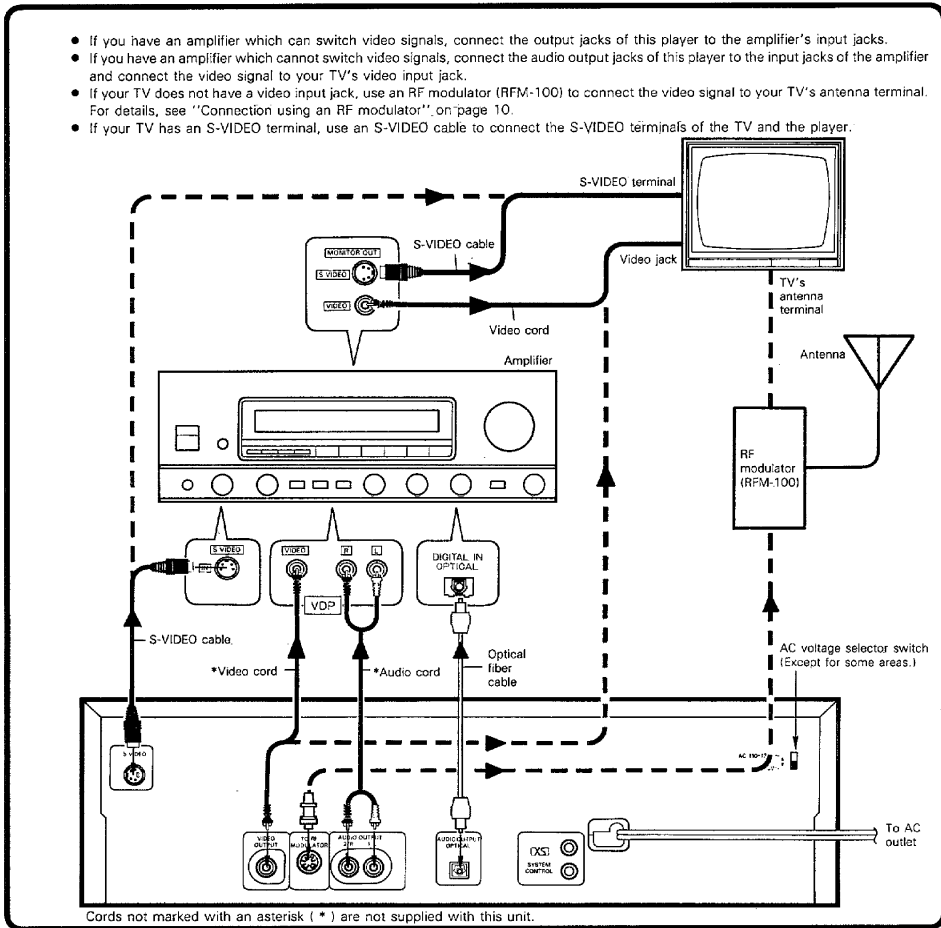 ● If you have an amplifier which can switch video signals, connect the output jacks of this player to the amplifier's input jacks.
● If you have an amplifier which cannot switch video signals, connect the audio output jacks of this player to the input jacks of the amplifier
and connect the video signal to your TV's video input jack.
● If your TV does not have a video input jack, use an RF modulator (RFM-100) to connect the video signal to your TV's antenna terminal.
For details, see "Connection using an RF modulator" on page 10.
● If your TV has an S-VIDEO terminal, use an S-VIDEO cable to connect the S-VIDEO terminals of the TV and the player.
S-VIDEO terminal
MONITOR OUT
S VIDEO
S-VIDEO cable
Video jack
VIDEO
Video cord
TV's
antenna
terminal
Amplifier
Antenna
RF
modulator
(RFM-100)
S VIDEO
VIDEO
R
L
VDP
DIGITAL IN
OPTICAL
S-VIDEO cable
*Video cord
*Audio cord
Optical
fiber
cable
AC voltage selector switch
(Except for some areas.)
S VIDEO
VIDEO
OUTPUT
TO RF
MODULATOR
AUDIO OUTPUT
2/R
AUDIO OUTPUT
OPTICAL
XS
SYSTEM
CONTROL
To AC
outlet
Cords not marked with an asterisk ( * ) are not supplied with this unit.